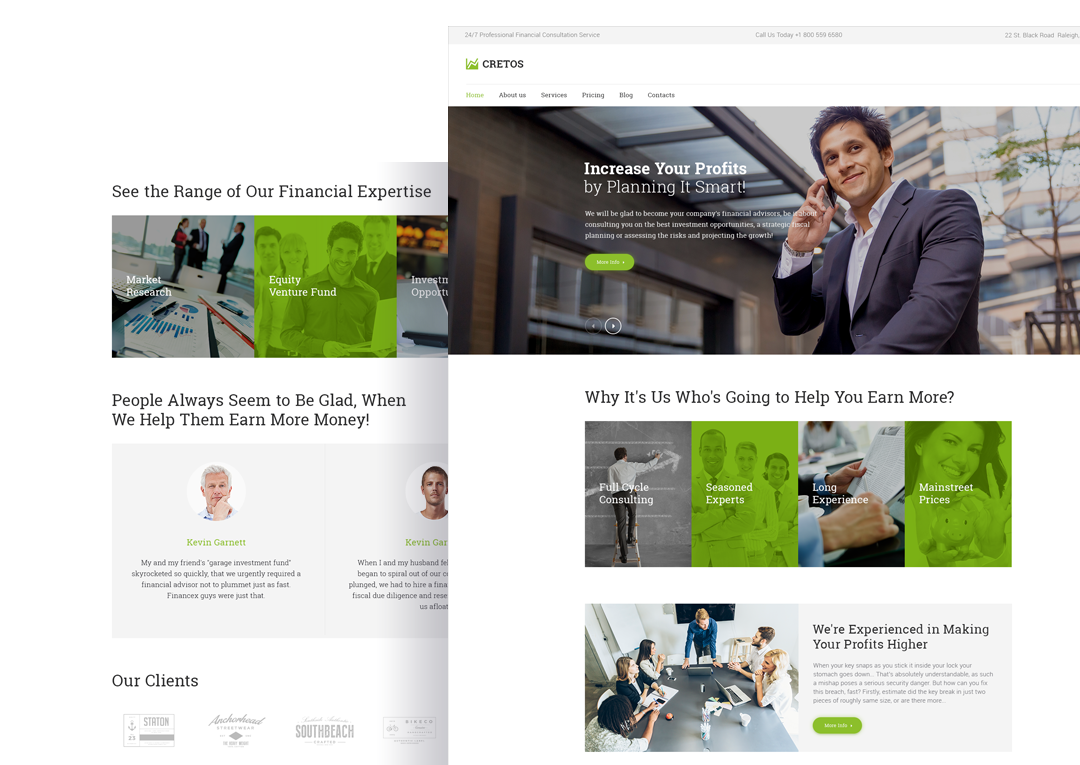 24/7 Professional Financial Consultation Service
Call Us Today +1 800 559 6580
22 St. Black Road Raleigh,
CRETOS
Home About us Services Pricing Blog Contacts
Increase Your Profits
by Planning It Smart!
We will be glad to become your company's financial advisors, be it about
consulting you on the best investment opportunities, a strategic fiscal
planning or assessing the risks and projecting the growth!
More Info
Why It's Us Who's Going to Help You Earn More?
Full Cycle
Consulting
Seasoned
Experts
Long
Experience
Mainstreet
Prices
We're Experienced in Making
Your Profits Higher
When your key snaps as you stick it inside your lock your
stomach goes down... That's absolutely understandable, as such
a mishap poses a serious security danger. But how can you fix
this breach, fast? Firstly, estimate did the key break in just two
pieces of roughly same size, or are there more...
More Info
See the Range of Our Financial Expertise
Market
Research
Equity
Venture Fund
Investm
Opportu
People Always Seem to Be Glad, When
We Help Them Earn More Money!
Kevin Garnett
My and my friend's "garage investment fund"
skyrocketed so quickly, that we urgently required a
financial advisor not to plummet just as fast.
Financex guys were just that.
Kevin Gar
When I and my husband fel
began to spiral out of our co
plunged, we had to hire a fina
fiscal due diligence and rese
us afloat
Our Clients
STATON
21
Anchorhead
STREETWEAR
SOUTHBEACH
CRAFTED
BIKECO